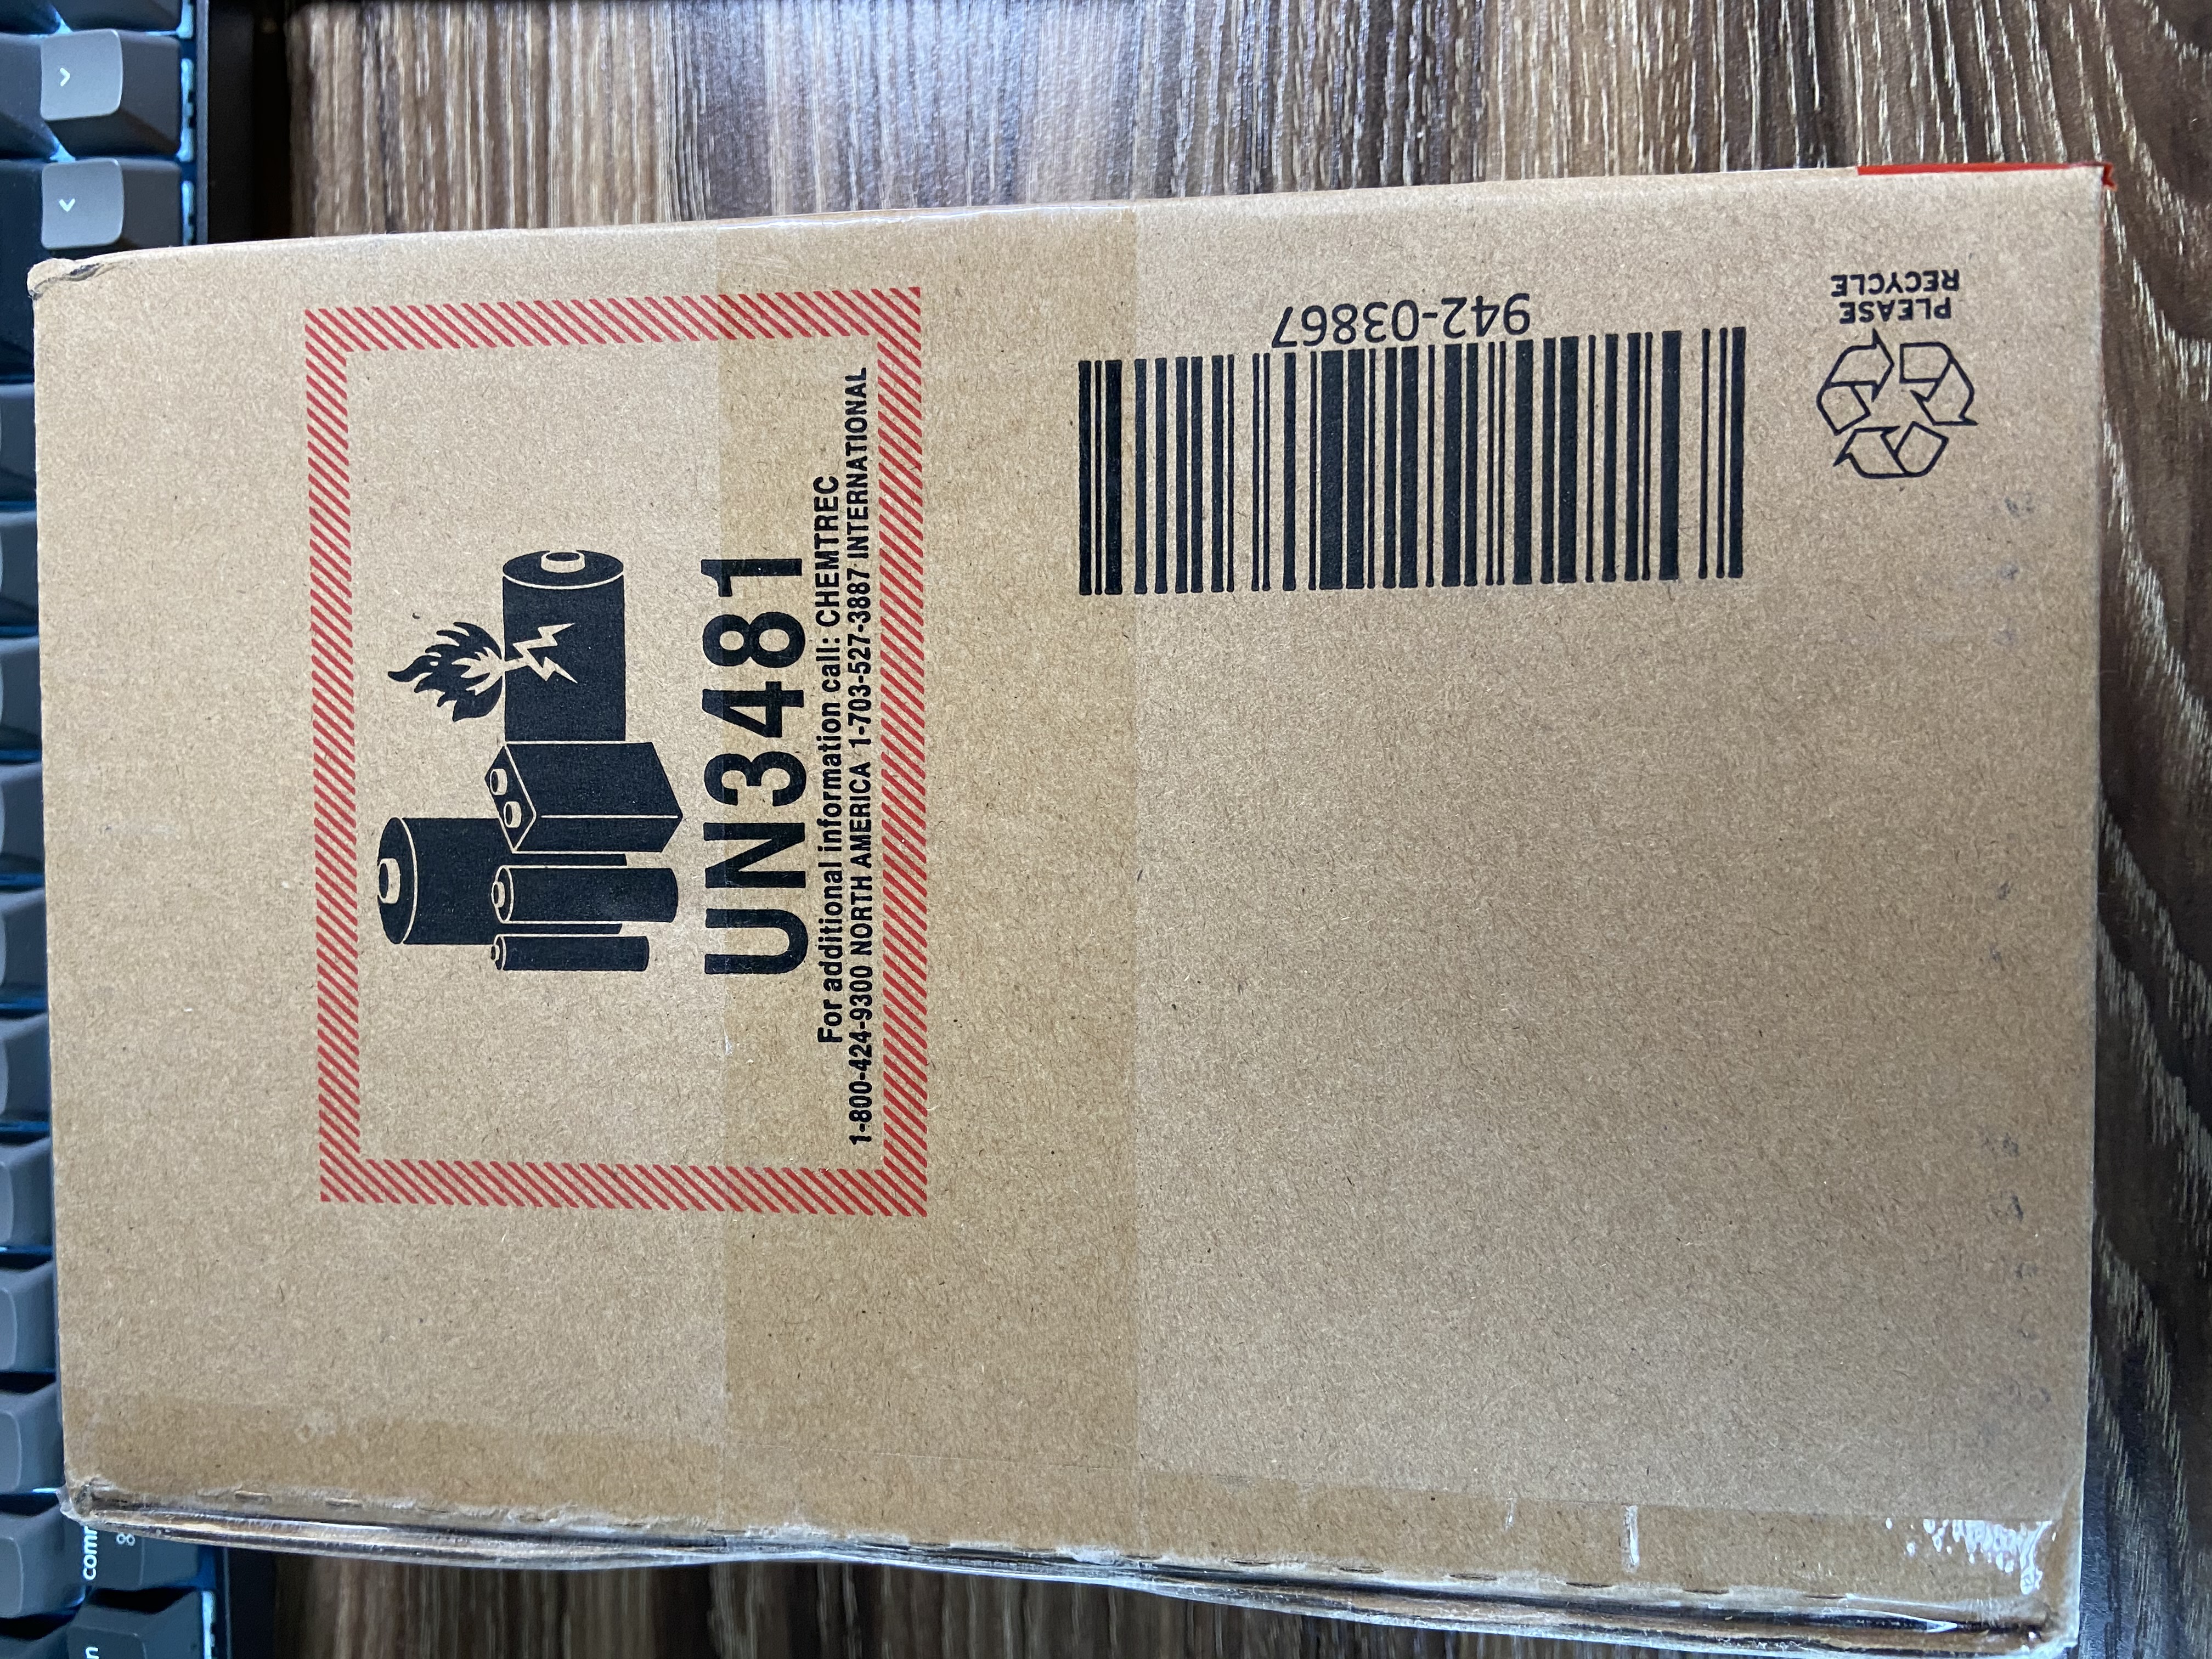 UN3481
For additional information call: CHEMTREC
1-800-424-9300 NORTH AMERICA 1-703-527-3887 INTERNATIONAL
942-03867
PLEASE
RECYCLE